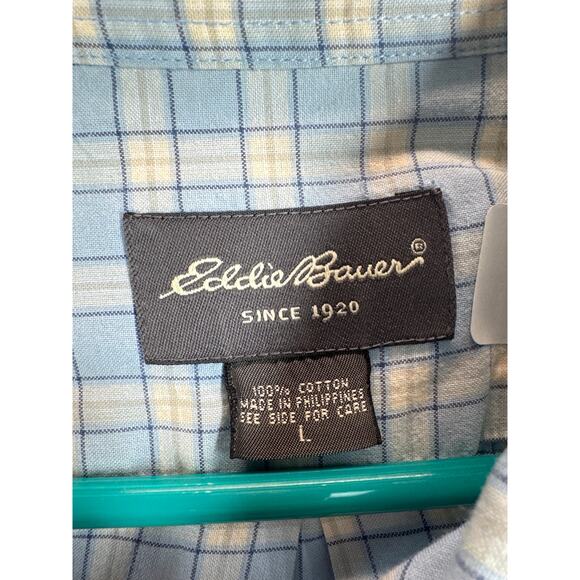 Eddie Bauer®
SINCE 1920
100% COTTON
MADE IN PHILIPPINES
SEE SIDE FOR CARE
L